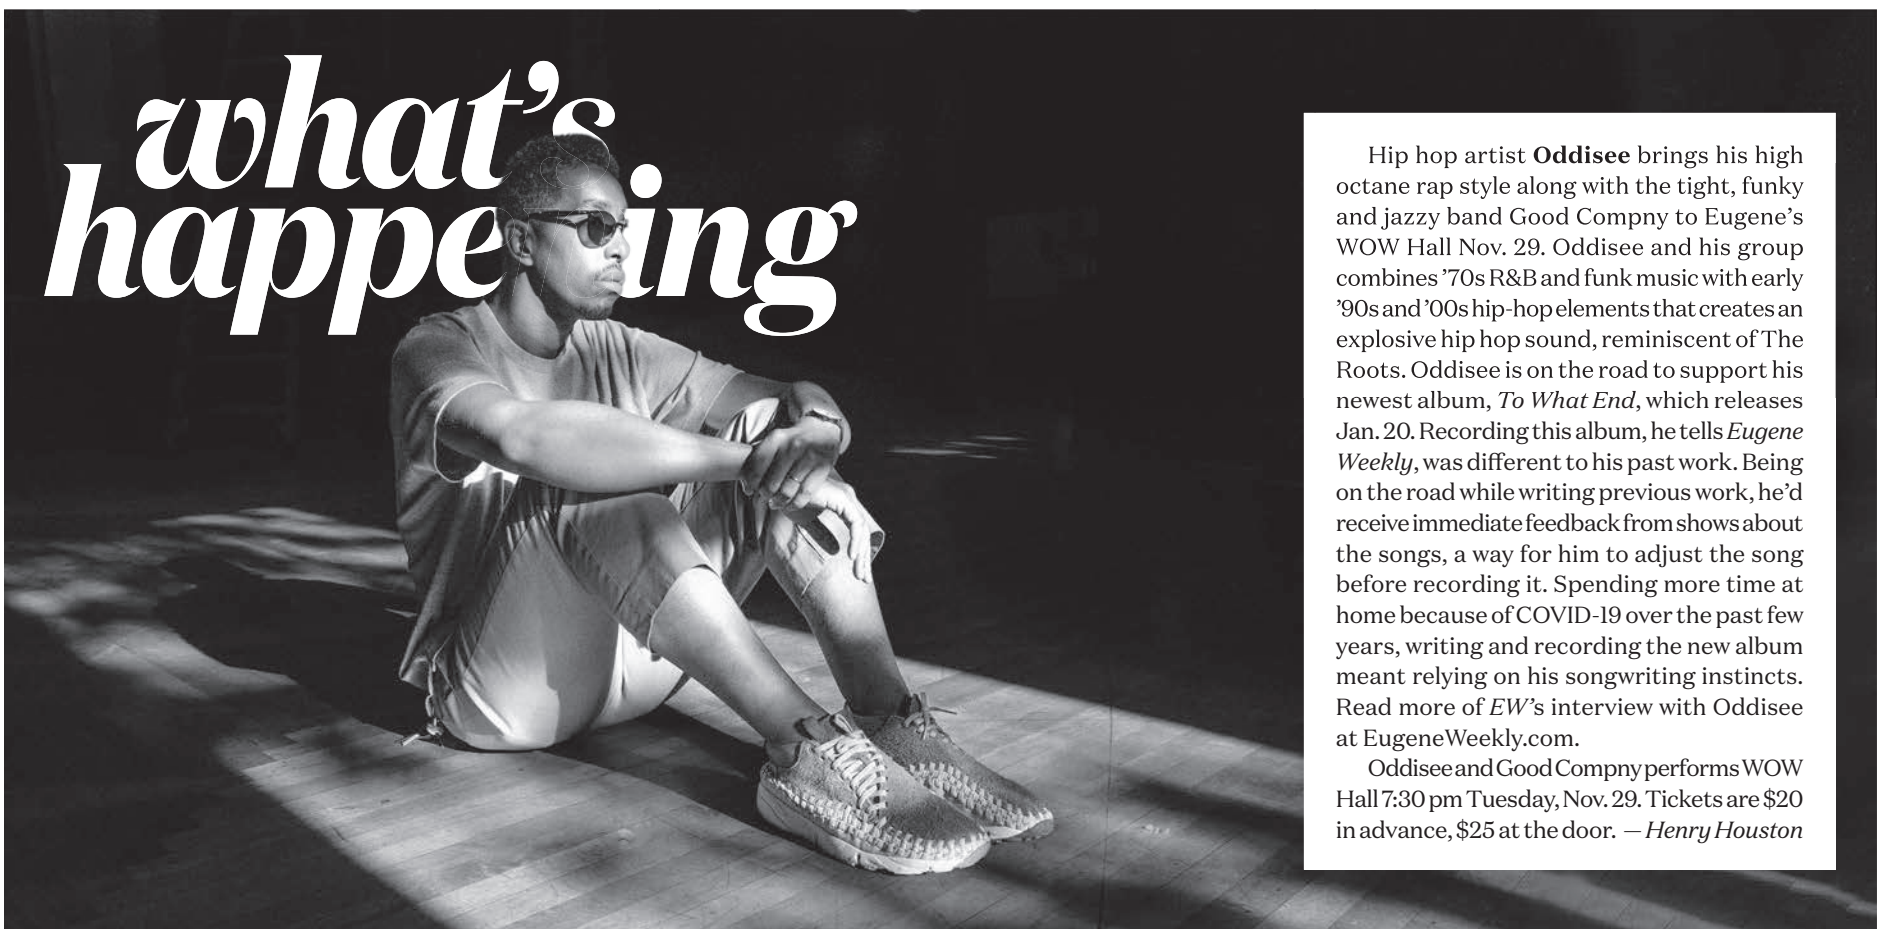 what's
happening
Hip hop artist Oddisee brings his high
octane rap style along with the tight, funky
and jazzy band Good Compny to Eugene’s
WOW Hall Nov. 29. Oddisee and his group
combines ’70s R&B and funk music with early
’90s and ’00s hip-hop elements that creates an
explosive hip hop sound, reminiscent of The
Roots. Oddisee is on the road to support his
newest album, To What End, which releases
Jan. 20. Recording this album, he tells Eugene
Weekly, was different to his past work. Being
on the road while writing previous work, he’d
receive immediate feedback from shows about
the songs, a way for him to adjust the song
before recording it. Spending more time at
home because of COVID-19 over the past few
years, writing and recording the new album
meant relying on his songwriting instincts.
Read more of EW’s interview with Oddisee
at EugeneWeekly.com.
Oddisee and Good Compny performs WOW
Hall 7:30 pm Tuesday, Nov. 29. Tickets are $20
in advance, $25 at the door. — Henry Houston